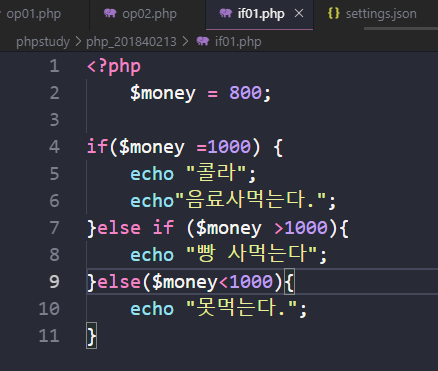 op01.php op02.php if01.php {} settings.json
phpstudy > php_201840213 > if01.php
1 <?php
2 $money = 800;
3
4 if($money =1000) {
5 echo "콜라";
6 echo"음료사먹는다.";
7 }else if ($money >1000){
8 echo "빵 사먹는다";
9 }else($money<1000){
10 echo "못먹는다.";
11 }